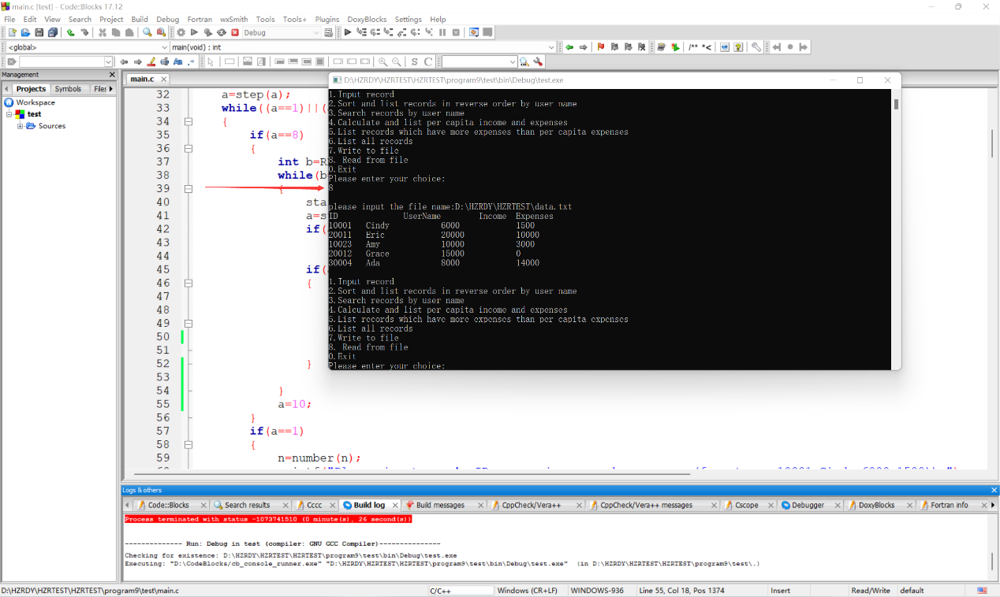 main.c [test] - Code::Blocks 17.12
File Edit View Search Project Build Debug Fortran wxSmith Tools Tools+ Plugins DoxyBlocks Settings Help
Debug
<global>
main(void) : int
/** *<
S C
Management
Projects Symbols Files
Workspace
test
Sources
main.c
32 a=step(a);
33 while((a==1)||(
34 {
35 if(a==8)
36 {
37 int b=R
38 while(b
39 {
40 sta
41 a=s
42 if(
43
44
45 if(
46 {
47
48
49
50
51
52 }
53
54 }
55 a=10;
56 }
57 if(a==1)
58 {
59 n=number(n);
D:\HZRDY\HZRTEST\HZRTEST\program9\test\bin\Debug\test.exe
1.Input record
2.Sort and list records in reverse order by user name
3.Search records by user name
4.Calculate and list per capita income and expenses
5.List records which have more expenses than per capita expenses
6.List all records
7.Write to file
8. Read from file
0.Exit
Please enter your choice:
8
please input the file name:D:\HZRDY\HZRTEST\data.txt
ID UserName Income Expenses
10001 Cindy 6000 1500
20011 Eric 20000 10000
10023 Amy 10000 3000
20012 Grace 15000 0
30004 Ada 8000 14000
1.Input record
2.Sort and list records in reverse order by user name
3.Search records by user name
4.Calculate and list per capita income and expenses
5.List records which have more expenses than per capita expenses
6.List all records
7.Write to file
8. Read from file
0.Exit
Please enter your choice:
Logs & others
Code::Blocks Search results Cccc Build log Build messages CppCheck/Vera++ CppCheck/Vera++ messages Cscope Debugger DoxyBlocks Fortran info
Process terminated with status -1073741510 (0 minute(s), 26 second(s))
-------------- Run: Debug in test (compiler: GNU GCC Compiler)---------------
Checking for existence: D:\HZRDY\HZRTEST\HZRTEST\program9\test\bin\Debug\test.exe
Executing: "D:\CodeBlocks/cb_console_runner.exe" "D:\HZRDY\HZRTEST\HZRTEST\program9\test\bin\Debug\test.exe" (in D:\HZRDY\HZRTEST\HZRTEST\program9\test\.)
D:\HZRDY\HZRTEST\HZRTEST\program9\test\main.c C/C++ Windows (CR+LF) WINDOWS-936 Line 55, Col 18, Pos 1374 Insert Read/Write default